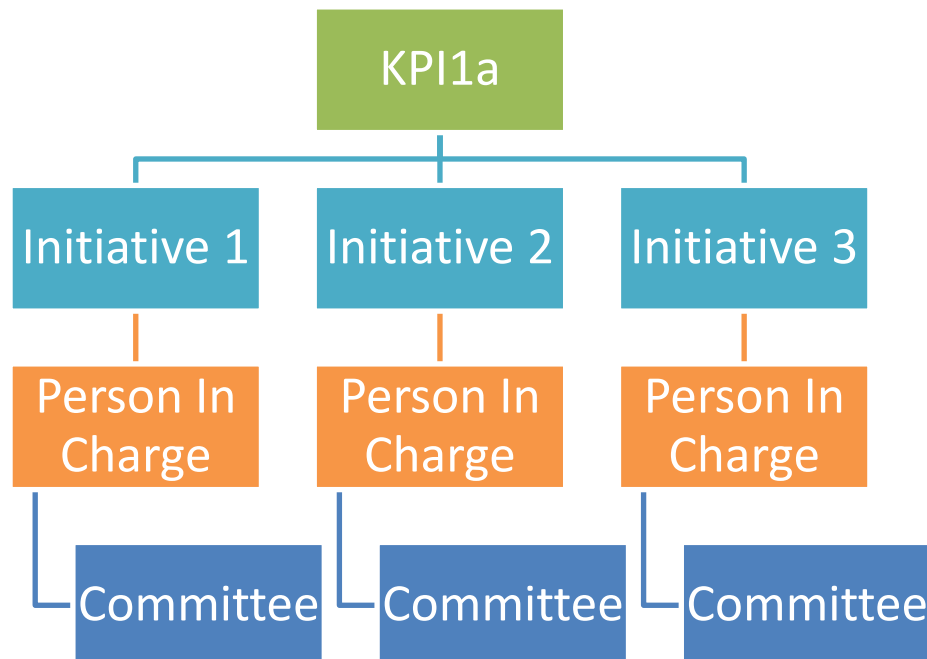 KPI1a
Initiative 1
Initiative 2
Initiative 3
Person In
Charge
Person In
Charge
Person In
Charge
Committee
Committee
Committee